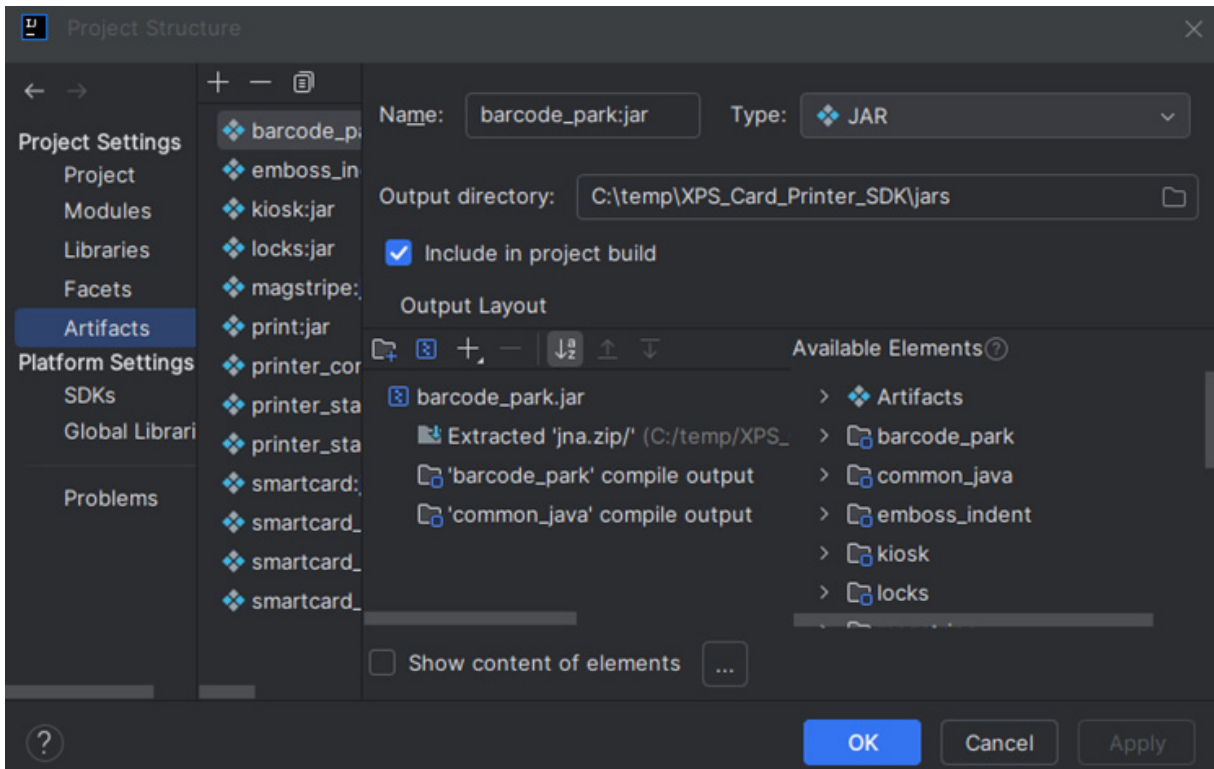 Project Structure
Project Settings
Project
Modules
Libraries
Facets
Artifacts
Platform Settings
SDKs
Global Librari
Problems
barcode_pa
emboss_in
kiosk:jar
locks:jar
magstripe:j
print:jar
printer_cor
printer_sta
printer_sta
smartcard:j
smartcard_
smartcard_
smartcard_
Name: barcode_park:jar Type: JAR
Output directory: C:\temp\XPS_Card_Printer_SDK\jars
Include in project build
Output Layout
Available Elements
barcode_park.jar
Extracted 'jna.zip/' (C:/temp/XPS_
'barcode_park' compile output
'common_java' compile output
Artifacts
barcode_park
common_java
emboss_indent
kiosk
locks
Show content of elements ...
OK Cancel Apply